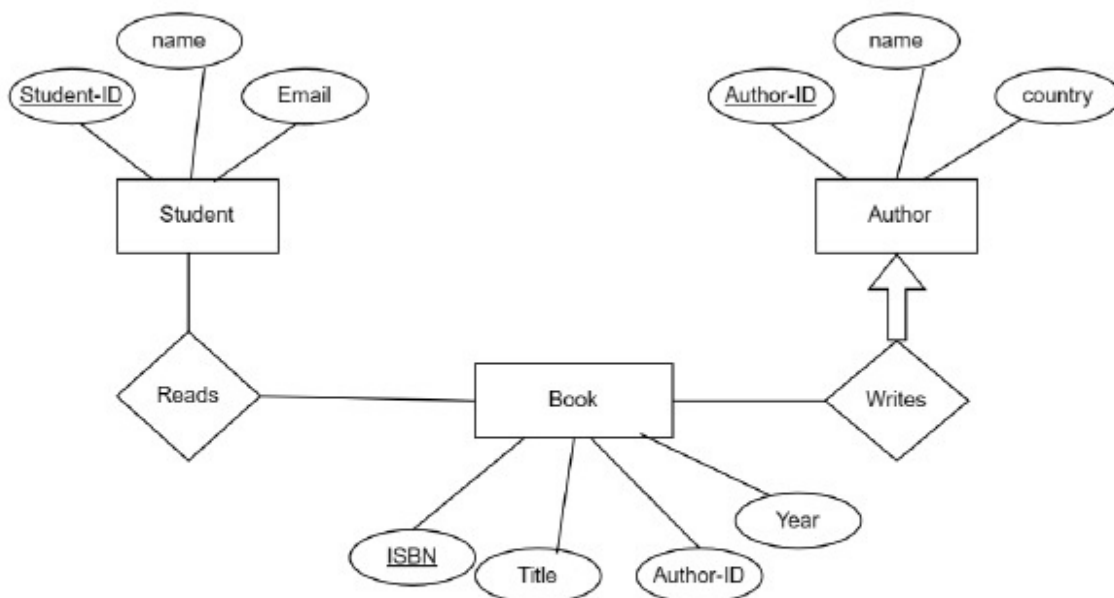 name
name
Student-ID
Email
Author-ID
country
Student
Author
Reads
Book
Writes
Year
ISBN
Title
Author-ID